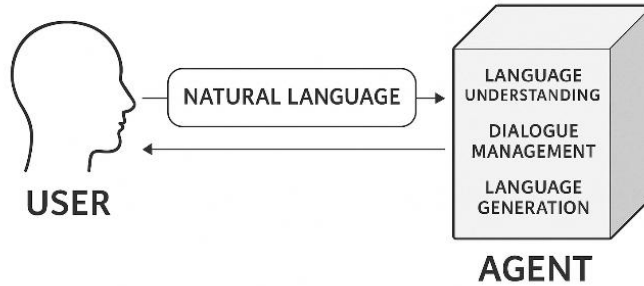 NATURAL LANGUAGE
LANGUAGE
UNDERSTANDING
DIALOGUE
MANAGEMENT
LANGUAGE
GENERATION
USER
AGENT